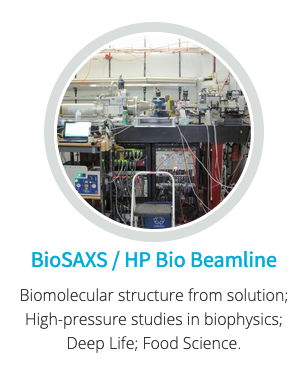 BioSAXS / HP Bio Beamline
Biomolecular structure from solution;
High-pressure studies in biophysics;
Deep Life; Food Science.